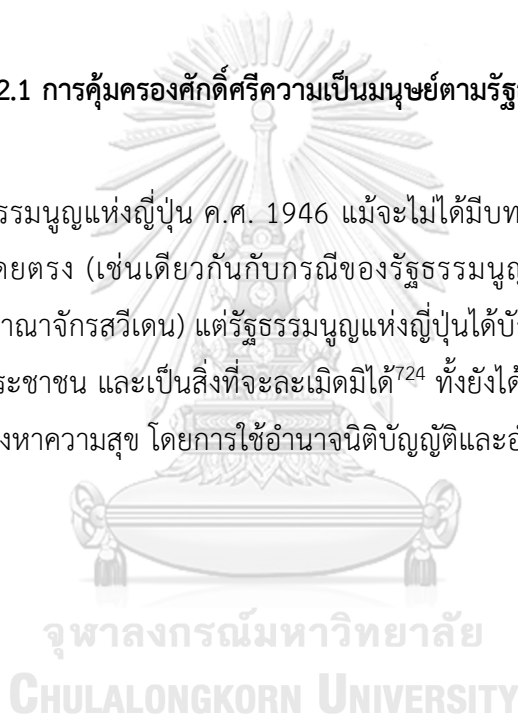 2.1 การคุ้มครองศักดิ์ศรีความเป็นมนุษย์ตามรัฐ
ธรรมนูญแห่งญี่ปุ่น ค.ศ. 1946 แม้จะไม่ได้มีบท
ดยตรง (เช่นเดียวกันกับกรณีของรัฐธรรมนูญ
าณาจักรสวีเดน) แต่รัฐธรรมนูญแห่งญี่ปุ่นได้บั
ระชาชน และเป็นสิ่งที่จะละเมิดมิได้724 ทั้งยังได้
งหาความสุข โดยการใช้อำนาจนิติบัญญัติและอ
จุฬาลงกรณ์มหาวิทยาลัย
CHULALONGKORN UNIVERSITY